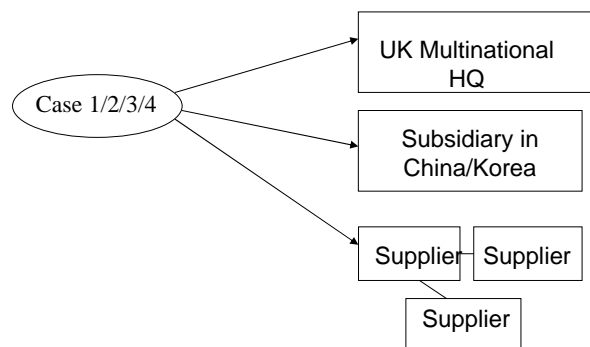 UK Multinational
HQ
Case 1/2/3/4
Subsidiary in
China/Korea
Supplier
Supplier
Supplier